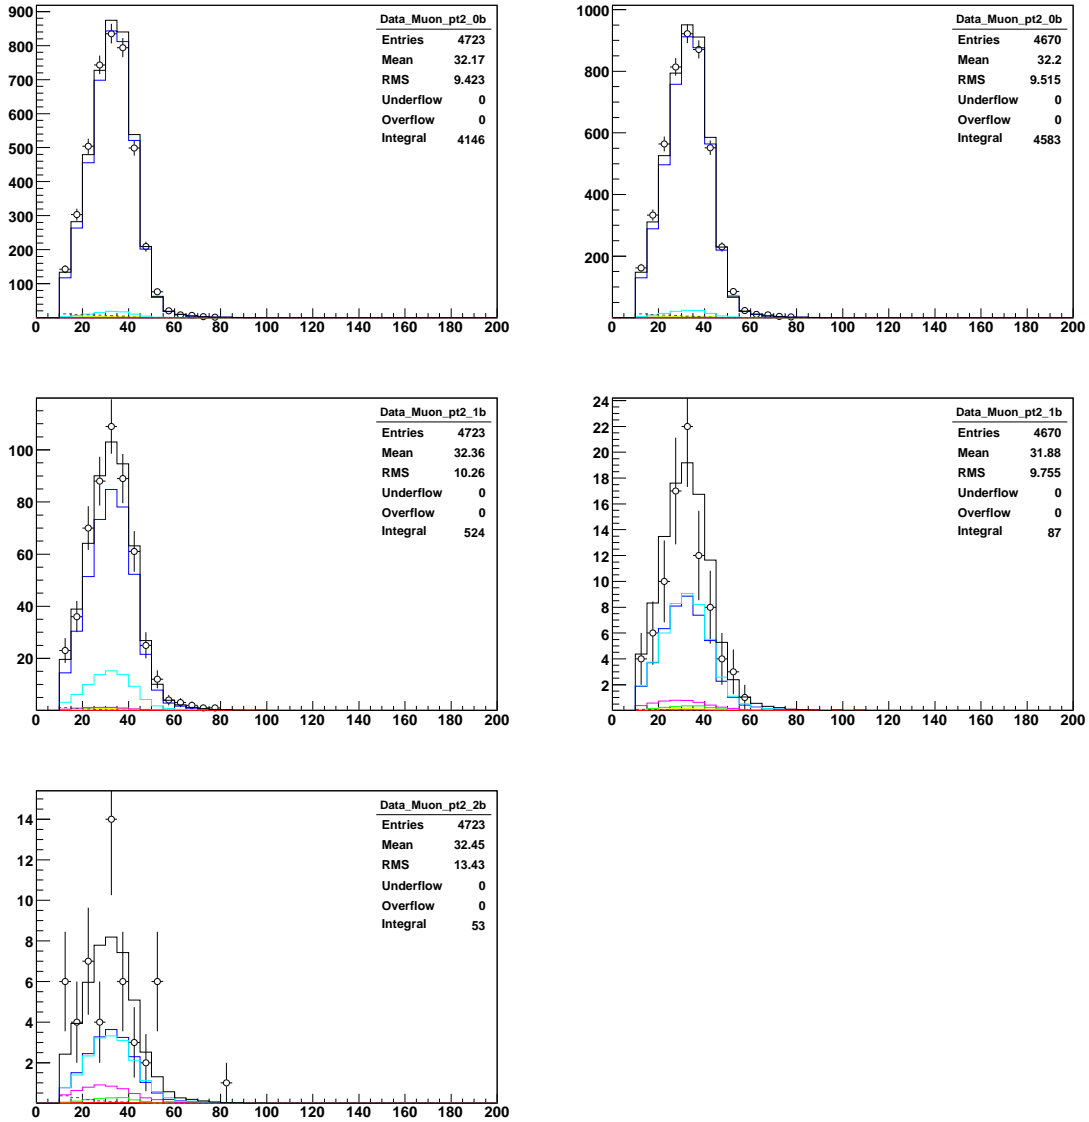 Data_Muon_pt2_0b
Entries 4723
Mean 32.17
RMS 9.423
Underflow 0
Overflow 0
Integral 4146
900
800
700
600
500
400
300
200
100
0 20 40 60 80 100 120 140 160 180 200
Data_Muon_pt2_0b
Entries 4670
Mean 32.2
RMS 9.515
Underflow 0
Overflow 0
Integral 4583
1000
800
600
400
200
0 20 40 60 80 100 120 140 160 180 200
Data_Muon_pt2_1b
Entries 4723
Mean 32.36
RMS 10.26
Underflow 0
Overflow 0
Integral 524
100
80
60
40
20
0 20 40 60 80 100 120 140 160 180 200
Data_Muon_pt2_1b
Entries 4670
Mean 31.88
RMS 9.755
Underflow 0
Overflow 0
Integral 87
24
22
20
18
16
14
12
10
8
6
4
2
0 20 40 60 80 100 120 140 160 180 200
Data_Muon_pt2_2b
Entries 4723
Mean 32.45
RMS 13.43
Underflow 0
Overflow 0
Integral 53
14
12
10
8
6
4
2
0 20 40 60 80 100 120 140 160 180 200